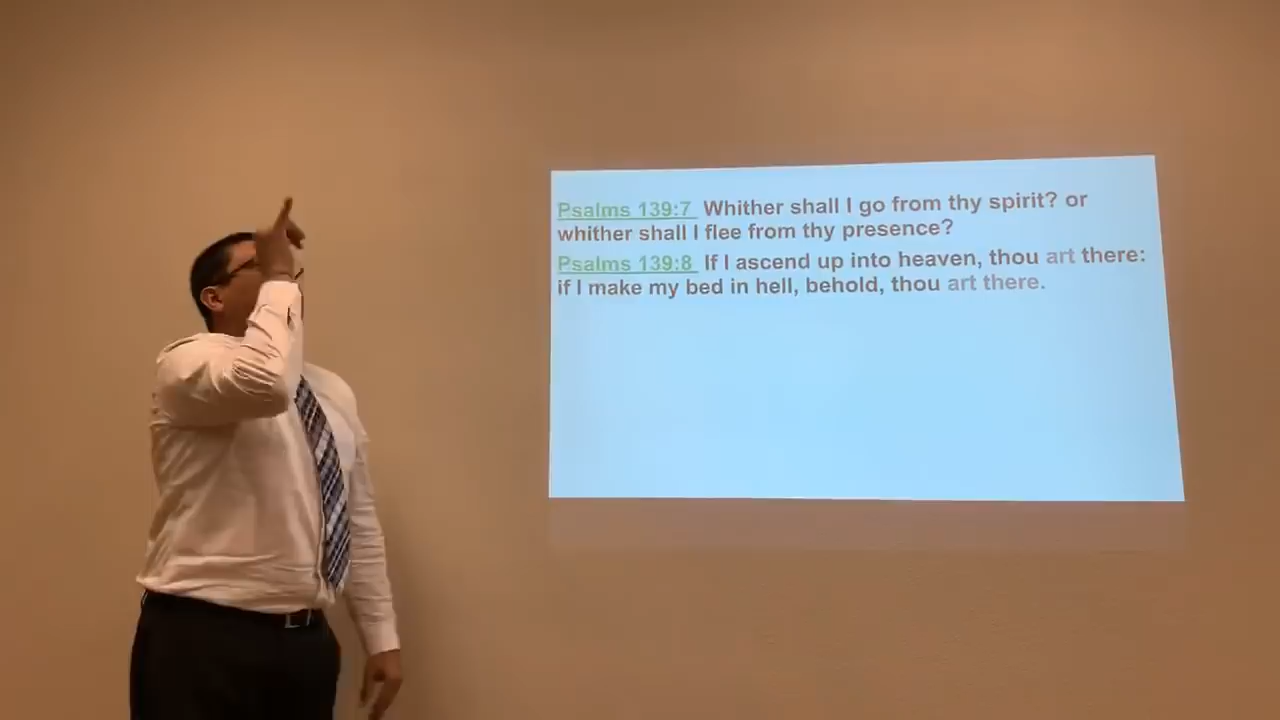 Psalms 139:7 Whither shall I go from thy spirit? or
whither shall I flee from thy presence?
Psalms 139:8 If I ascend up into heaven, thou art there:
if I make my bed in hell, behold, thou art there.